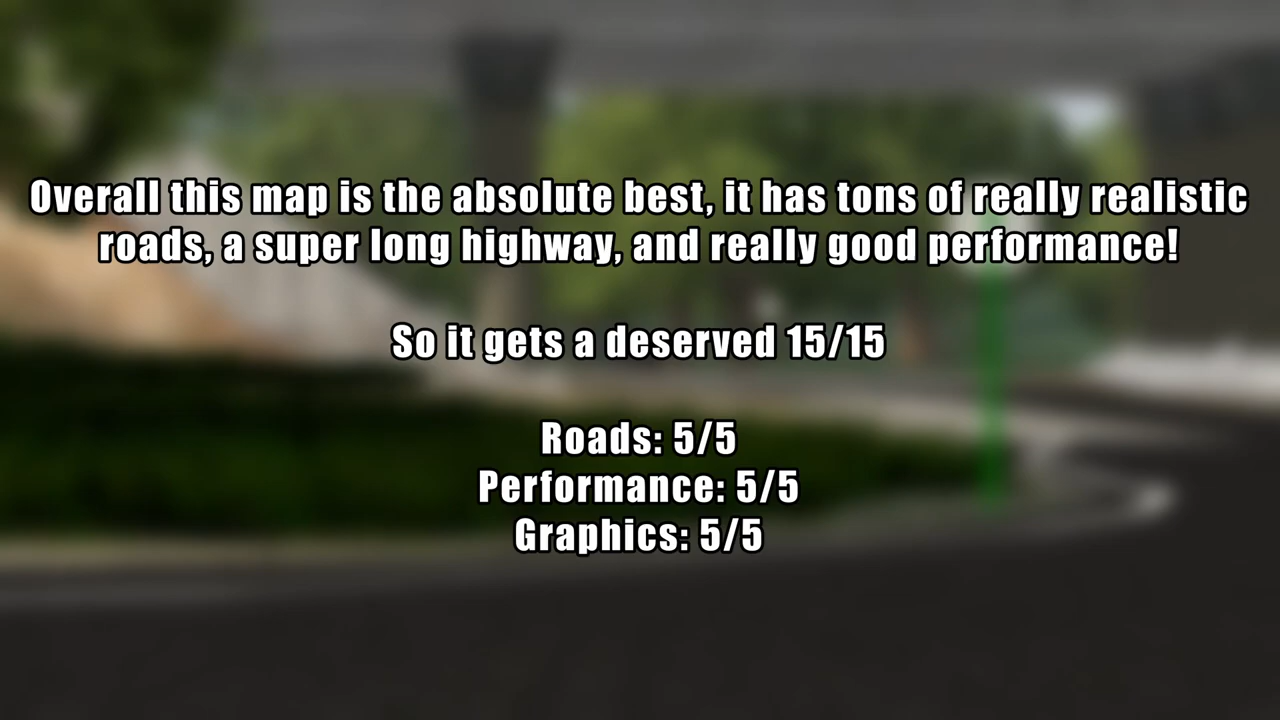 Overall this map is the absolute best, it has tons of really realistic
roads, a super long highway, and really good performance!
So it gets a deserved 15/15
Roads: 5/5
Performance: 5/5
Graphics: 5/5